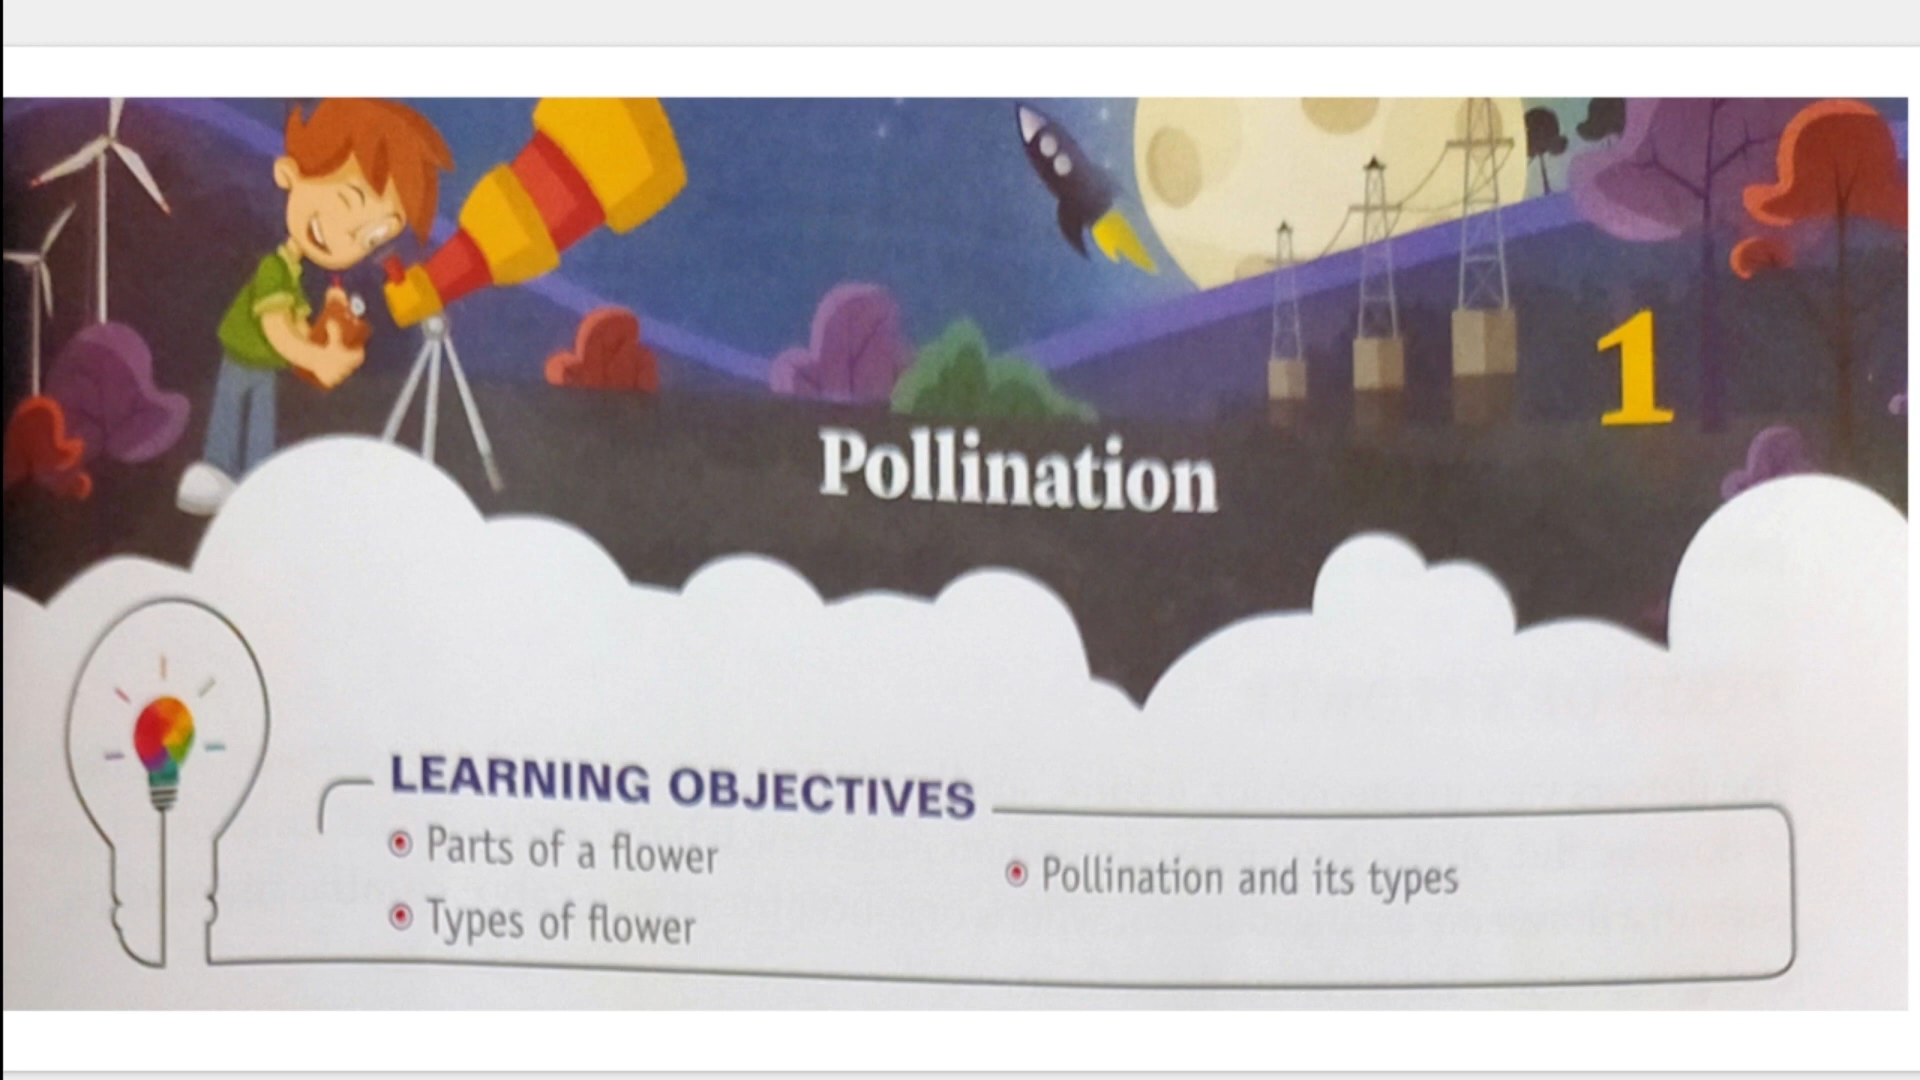 1
Pollination
LEARNING OBJECTIVES
Parts of a flower
Types of flower
Pollination and its types